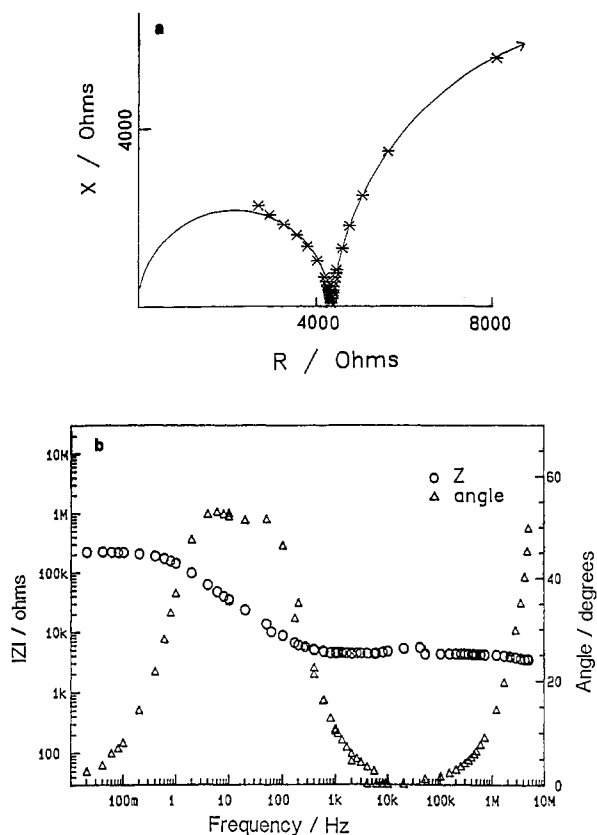 a
X / Ohms
4000
4000
8000
R / Ohms
b
Z
angle
10M
1M
100k
10k
1k
100
|Z| / ohms
60
40
20
0
Angle / degrees
100m
1
10
100
1k
10k
100k
1M
10M
Frequency / Hz